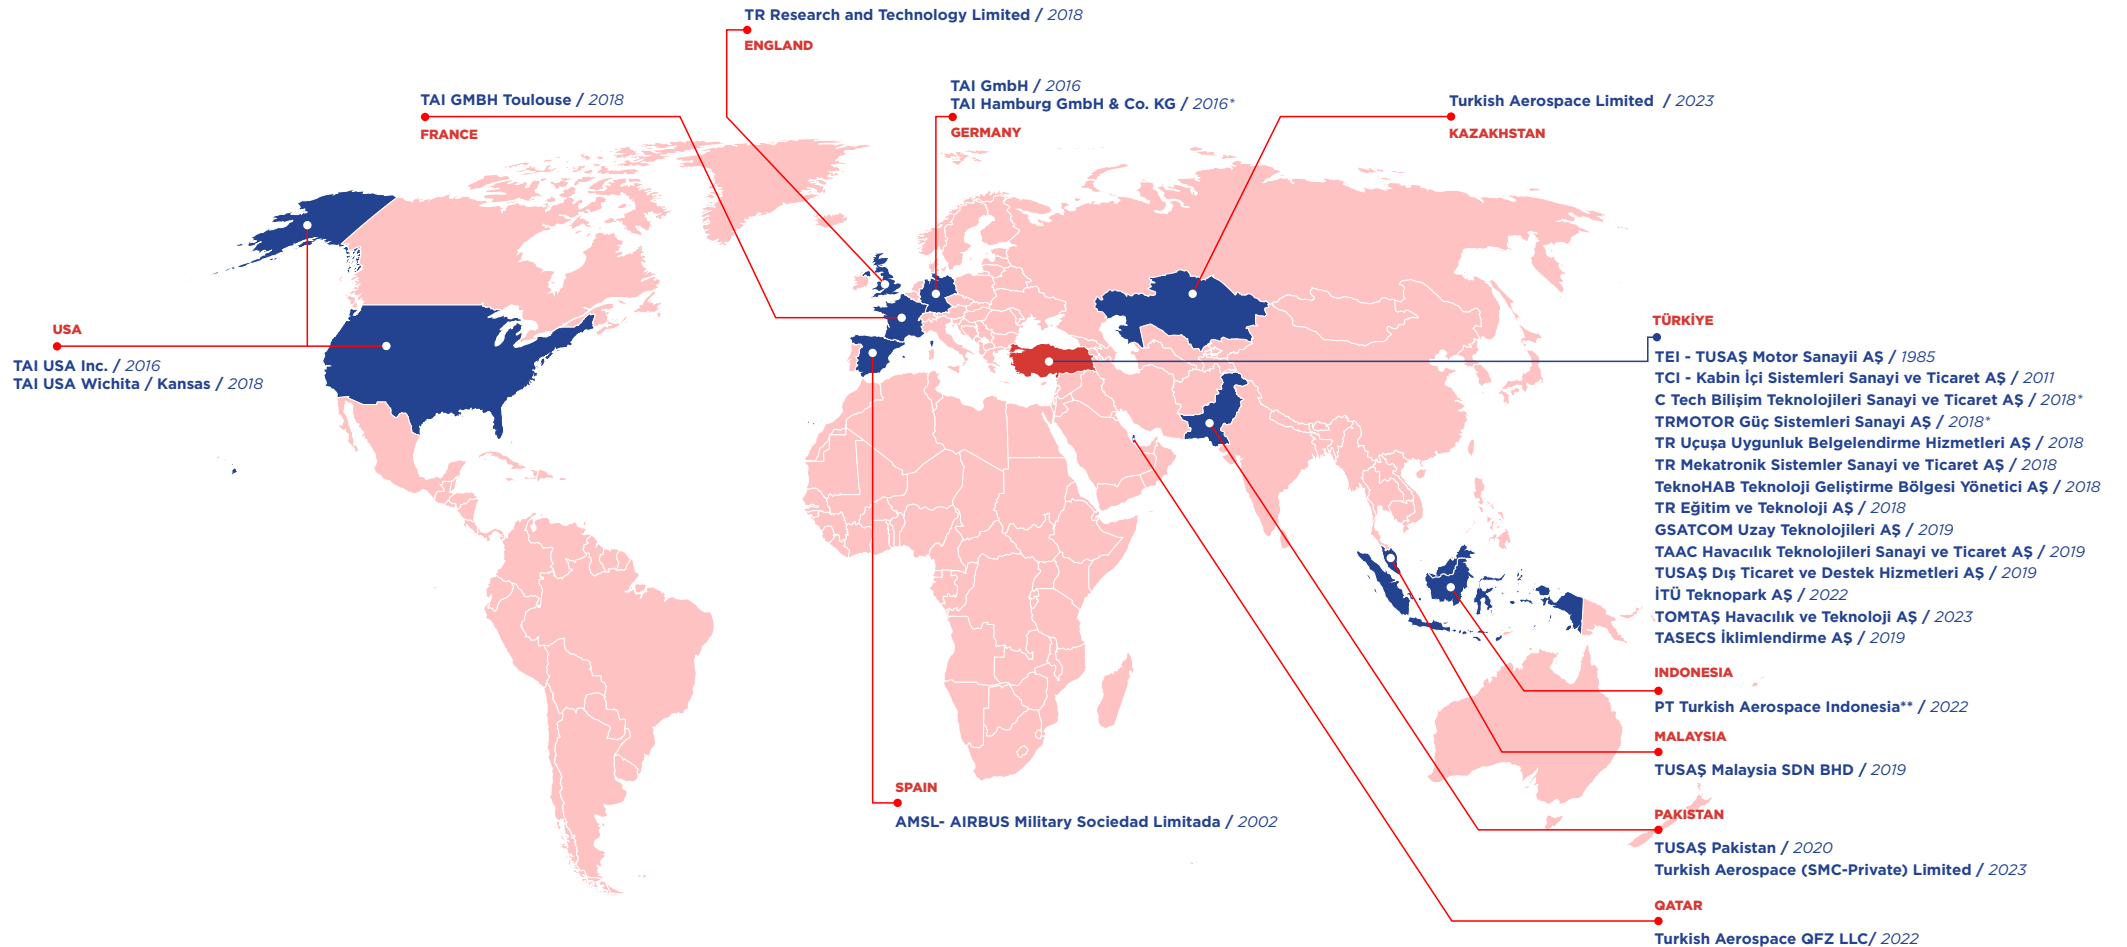 TR Research and Technology Limited / 2018
ENGLAND
TAI GMBH Toulouse / 2018
FRANCE
TAI GmbH / 2016
TAI Hamburg GmbH & Co. KG / 2016*
GERMANY
Turkish Aerospace Limited / 2023
KAZAKHSTAN
USA
TAI USA Inc. / 2016
TAI USA Wichita / Kansas / 2018
TÜRKİYE
TEI - TUSAŞ Motor Sanayii AŞ / 1985
TCI - Kabin İçi Sistemleri Sanayi ve Ticaret AŞ / 2011
C Tech Bilişim Teknolojileri Sanayi ve Ticaret AŞ / 2018*
TRMOTOR Güç Sistemleri Sanayi AŞ / 2018*
TR Uçuşa Uygunluk Belgelendirme Hizmetleri AŞ / 2018
TR Mekatronik Sistemler Sanayi ve Ticaret AŞ / 2018
TeknoHAB Teknoloji Geliştirme Bölgesi Yönetici AŞ / 2018
TR Eğitim ve Teknoloji AŞ / 2018
GSATCOM Uzay Teknolojileri AŞ / 2019
TAAC Havacılık Teknolojileri Sanayi ve Ticaret AŞ / 2019
TUSAŞ Dış Ticaret ve Destek Hizmetleri AŞ / 2019
İTÜ Teknopark AŞ / 2022
TOMTAŞ Havacılık ve Teknoloji AŞ / 2023
TASECS İklimlendirme AŞ / 2019
INDONESIA
PT Turkish Aerospace Indonesia** / 2022
MALAYSIA
TUSAŞ Malaysia SDN BHD / 2019
SPAIN
AMSL- AIRBUS Military Sociedad Limitada / 2002
PAKISTAN
TUSAŞ Pakistan / 2020
Turkish Aerospace (SMC-Private) Limited / 2023
QATAR
Turkish Aerospace QFZ LLC/ 2022